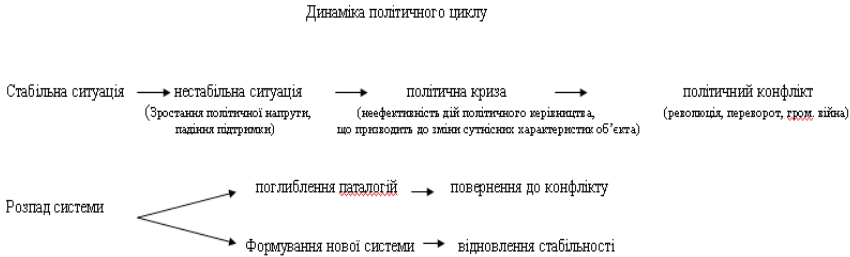 Динаміка політичного циклу
Стабільна ситуація нестабільна ситуація політична криза політичний конфлікт
(Зростання політичної напруги, (неефективність дій політичного керівництва, (революція, переворот, гром. війна)
падіння підтримки) що призводить до зміни сутнісних характеристик об’єкта)
поглиблення паталогій повернення до конфлікту
Розпад системи
Формування нової системи відновлення стабільності